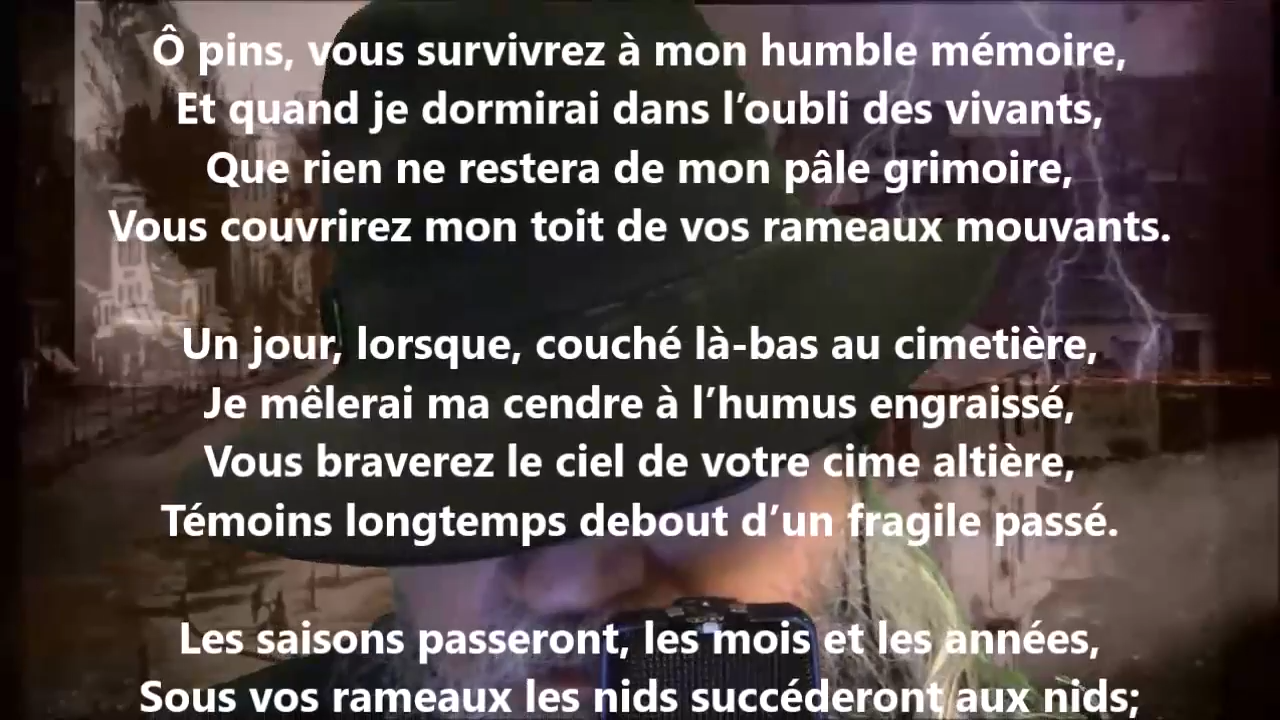 Ô pins, vous survivrez à mon humble mémoire,
Et quand je dormirai dans l’oubli des vivants,
Que rien ne restera de mon pâle grimoire,
Vous couvrirez mon toit de vos rameaux mouvants.
Un jour, lorsque, couché là-bas au cimetière,
Je mêlerai ma cendre à l’humus engraissé,
Vous braverez le ciel de votre cime altière,
Témoins longtemps debout d’un fragile passé.
Les saisons passeront, les mois et les années,
Sous vos rameaux les nids succéderont aux nids;